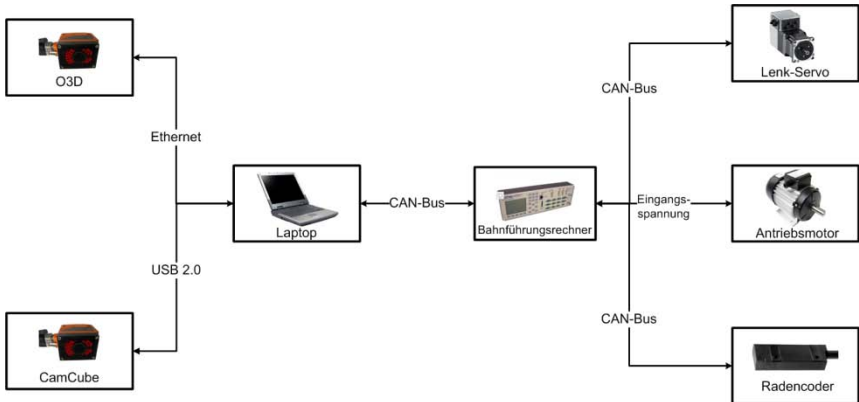 O3D
Ethernet
USB 2.0
CamCube
Laptop
CAN-Bus
Bahnführungsrechner
CAN-Bus
Eingangs-
spannung
CAN-Bus
Lenk-Servo
Antriebsmotor
Radencoder